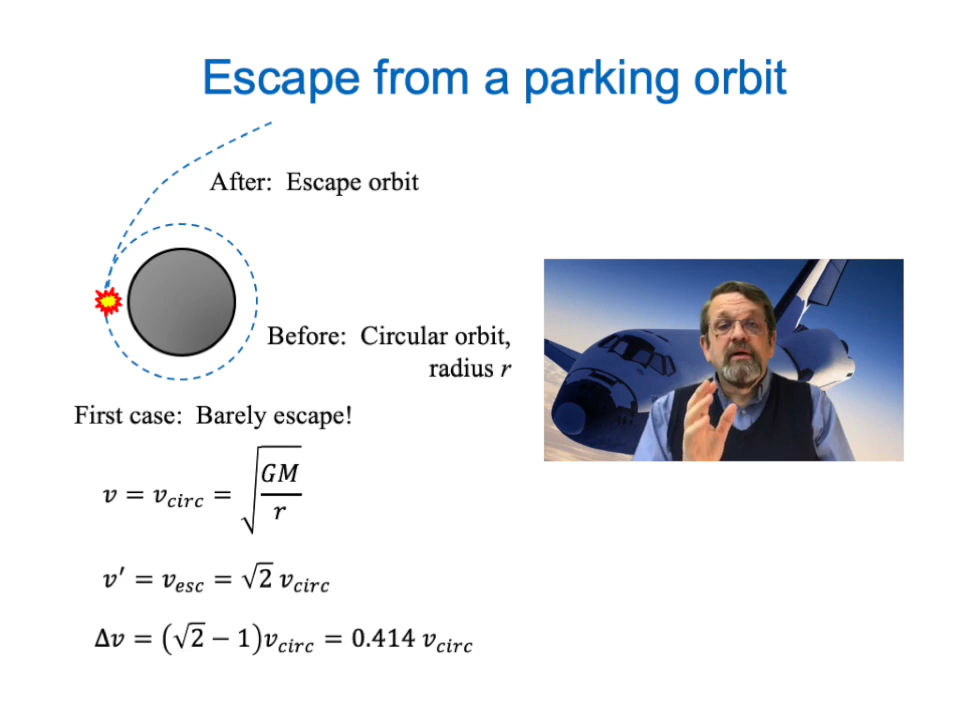 Escape from a parking orbit
After:  Escape orbit
Before:  Circular orbit,
radius r
First case:  Barely escape!
v = v_circ = √(GM/r)
v′ = v_esc = √2 v_circ
Δv = (√2 − 1)v_circ = 0.414 v_circ